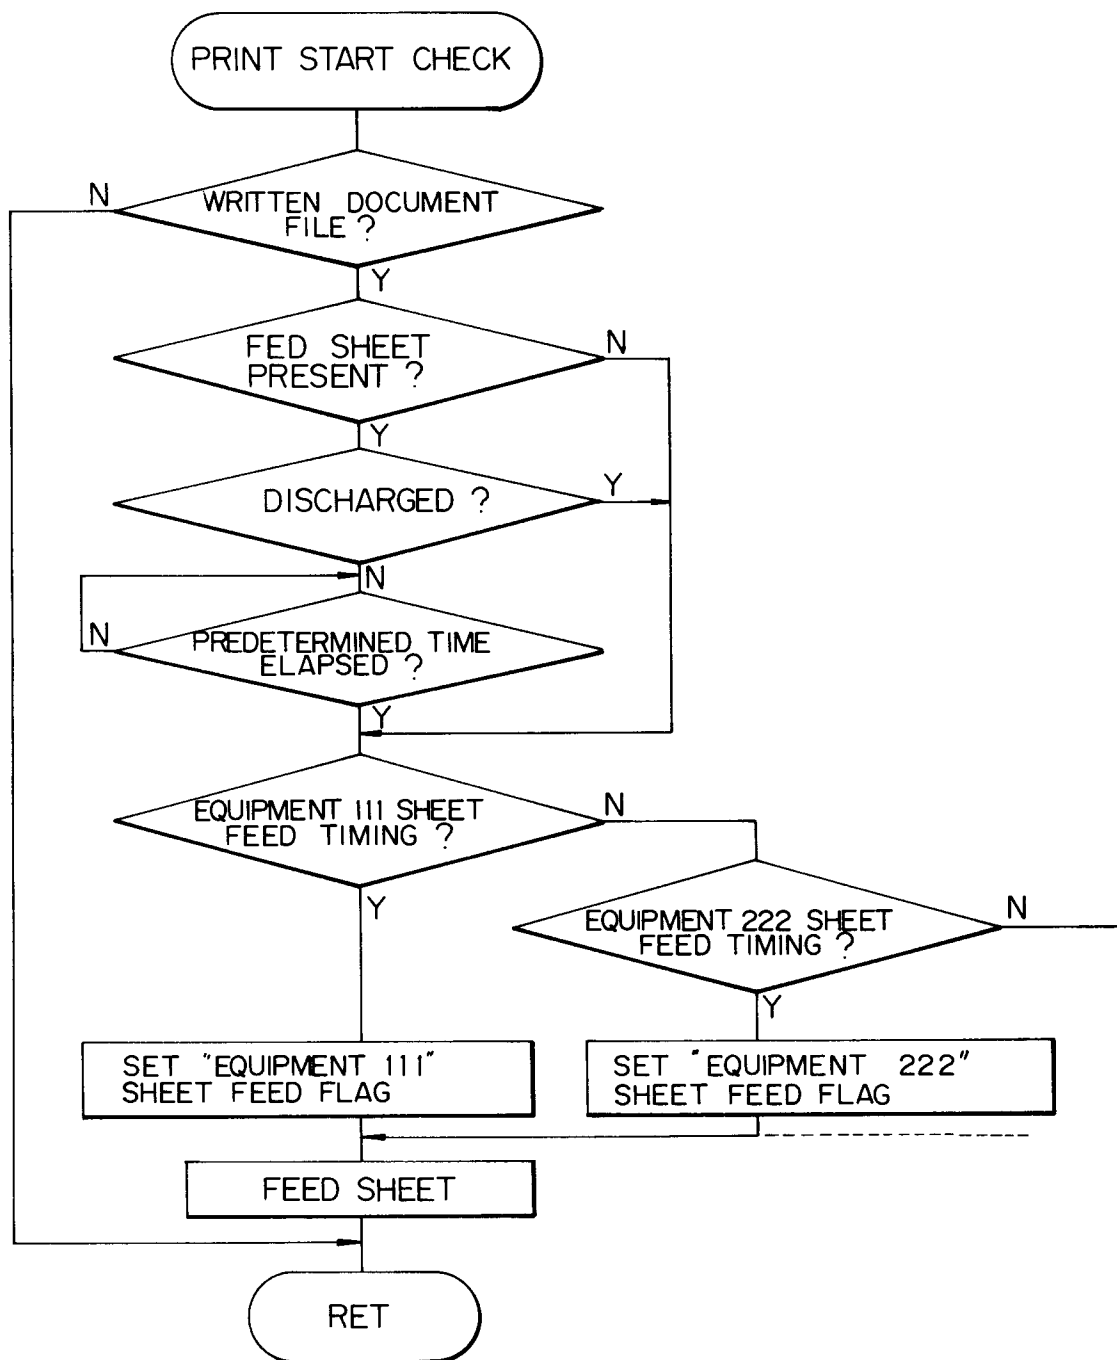 PRINT START CHECK
N
WRITTEN DOCUMENT
FILE ?
Y
FED SHEET
PRESENT ?
N
Y
DISCHARGED ?
Y
N
N
PREDETERMINED TIME
ELAPSED ?
Y
EQUIPMENT 111 SHEET
FEED TIMING ?
N
Y
EQUIPMENT 222 SHEET
FEED TIMING ?
N
Y
SET "EQUIPMENT 111"
SHEET FEED FLAG
SET "EQUIPMENT 222"
SHEET FEED FLAG
FEED SHEET
RET